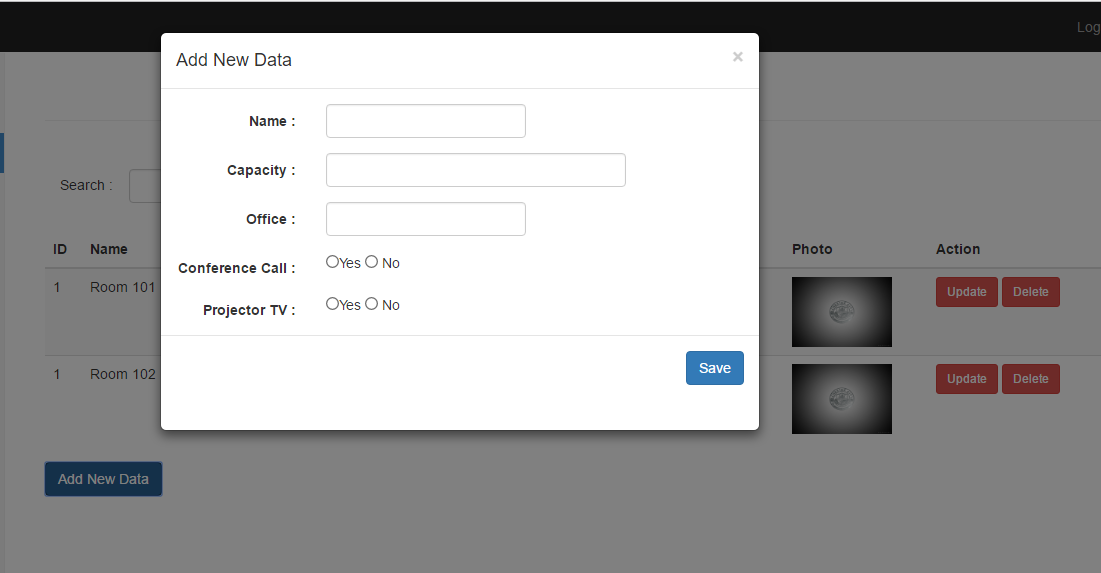 Log
Add New Data ×
Name :
Capacity :
Search :
Office :
ID Name Photo Action
Conference Call : Yes No
1 Room 101 Update Delete
Projector TV : Yes No
Save
1 Room 102 Update Delete
Add New Data